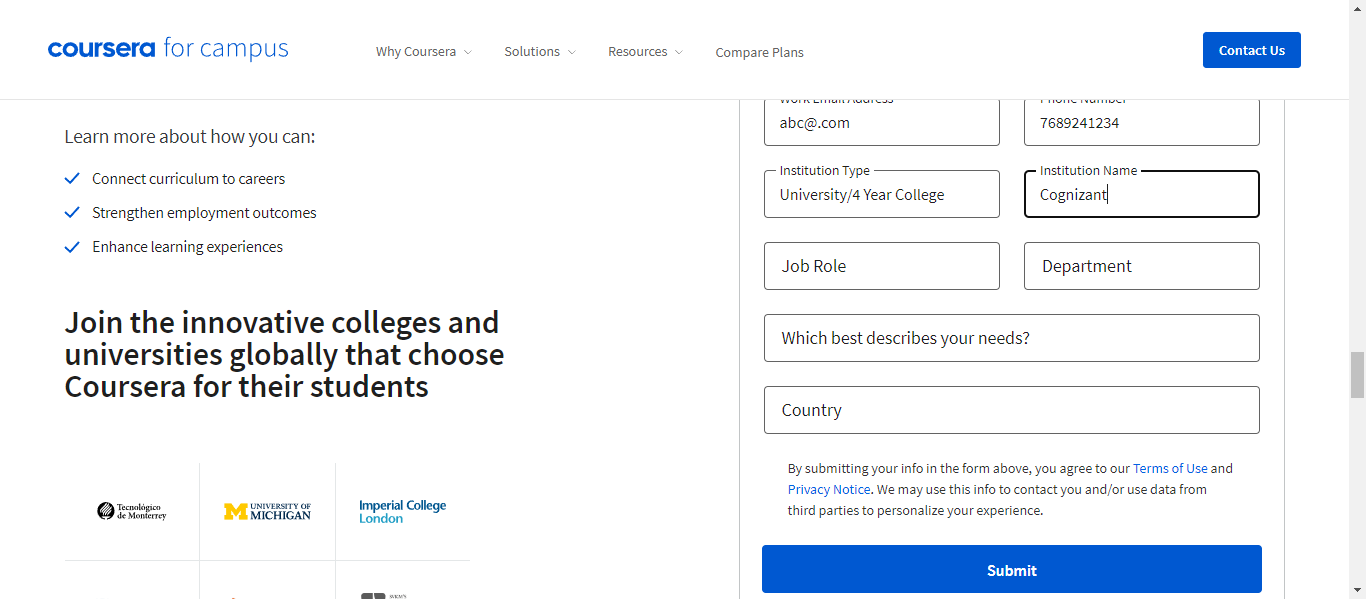 coursera for campus
Why Coursera
Solutions
Resources
Compare Plans
Contact Us
Learn more about how you can:
Connect curriculum to careers
Strengthen employment outcomes
Enhance learning experiences
Join the innovative colleges and
universities globally that choose
Coursera for their students
Tecnológico
de Monterrey
UNIVERSITY OF
MICHIGAN
Imperial College
London
Work Email Address
abc@.com
Phone Number
7689241234
Institution Type
University/4 Year College
Institution Name
Cognizant
Job Role
Department
Which best describes your needs?
Country
By submitting your info in the form above, you agree to our Terms of Use and
Privacy Notice. We may use this info to contact you and/or use data from
third parties to personalize your experience.
Submit